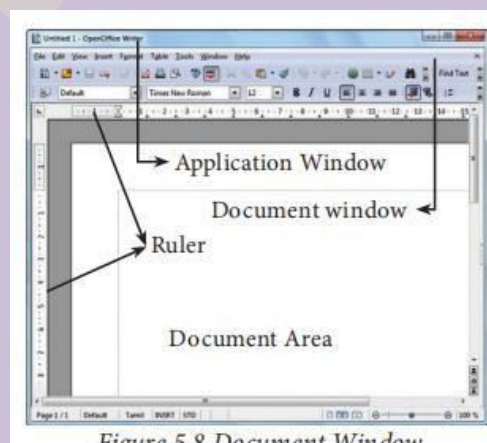 Untitled 1 - OpenOffice Writer
File Edit View Insert Format Table Tools Window Help
Find Text
Default Times New Roman 12 B I U
Application Window
Document window
Ruler
Document Area
Page 1 / 1 Default Tamil INSRT STD 100 %
Figure 5.8 Document Window